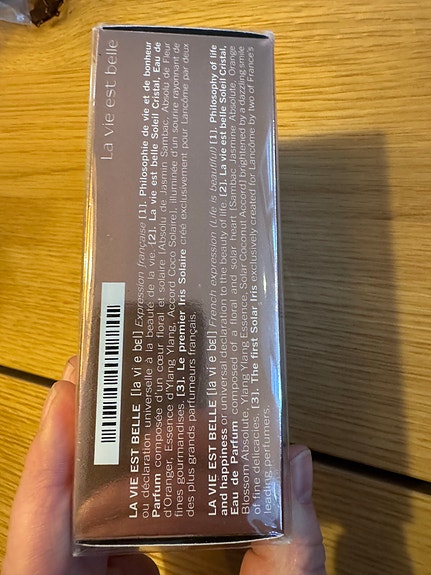 La vie est belle
LA VIE EST BELLE [la vi e bɛl] Expression française [1]. Philosophie de vie et de bonheur
ou déclaration universelle à la beauté de la vie. [2]. La vie est belle Soleil Cristal, Eau de
Parfum composée d'un cœur floral et solaire [Absolu de Jasmin Sambac, Absolu de Fleur
d'Oranger, Essence d'Ylang Ylang, Accord Coco Solaire], illuminée d'un sourire rayonnant de
fines gourmandises. [3]. Le premier Iris Solaire créé exclusivement pour Lancôme par deux
des plus grands parfumeurs français.
LA VIE EST BELLE [la vi e bɛl] French expression (Life is beautiful) [1]. Philosophy of life
and happiness or universal declaration to the beauty of life. [2]. La vie est belle Soleil Cristal,
Eau de Parfum composed of a floral and solar heart [Sambac Jasmine Absolute, Orange
Blossom Absolute, Ylang Ylang Essence, Solar Coconut Accord] brightened by a dazzling smile
of fine delicacies. [3]. The first Solar Iris exclusively created for Lancôme by two of France's
leading perfumers.